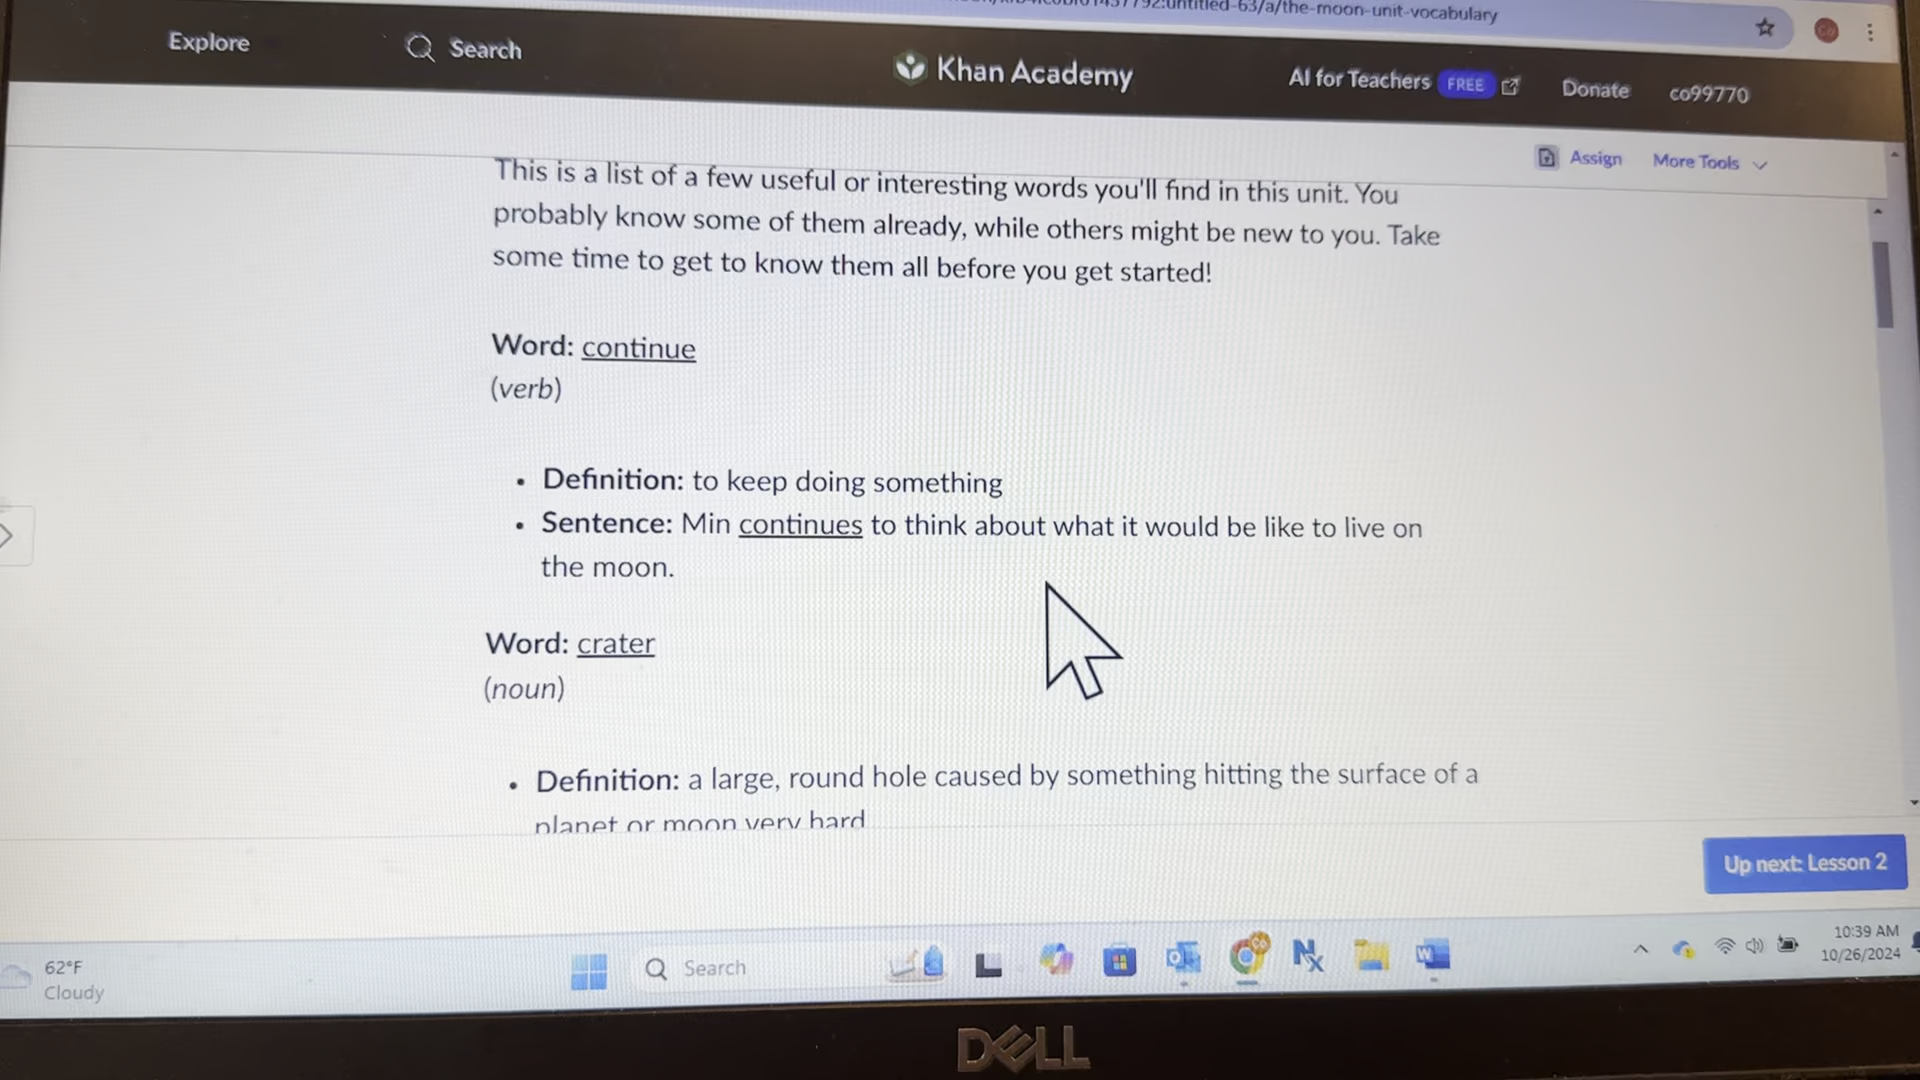 untitled-63/a/the-moon-unit-vocabulary
Explore
Search
Khan Academy
AI for Teachers FREE
Donate
co99770
Assign
More Tools
This is a list of a few useful or interesting words you'll find in this unit. You
probably know some of them already, while others might be new to you. Take
some time to get to know them all before you get started!
Word: continue
(verb)
• Definition: to keep doing something
• Sentence: Min continues to think about what it would be like to live on
the moon.
Word: crater
(noun)
• Definition: a large, round hole caused by something hitting the surface of a
planet or moon very hard
Up next: Lesson 2
62°F
Cloudy
Search
10:39 AM
10/26/2024
DELL